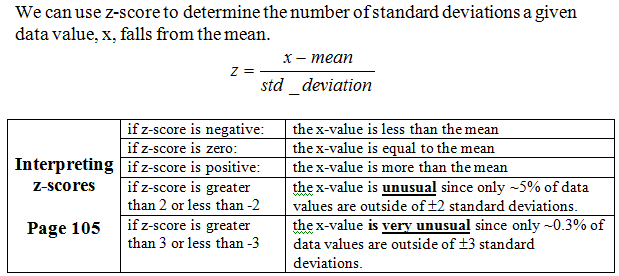 We can use z-score to determine the number of standard deviations a given
data value, x, falls from the mean.
z = x − mean / std _ deviation
Interpreting
z-scores
Page 105
if z-score is negative: the x-value is less than the mean
if z-score is zero: the x-value is equal to the mean
if z-score is positive: the x-value is more than the mean
if z-score is greater
than 2 or less than -2
the x-value is unusual since only ~5% of data
values are outside of ±2 standard deviations.
if z-score is greater
than 3 or less than -3
the x-value is very unusual since only ~0.3% of
data values are outside of ±3 standard
deviations.